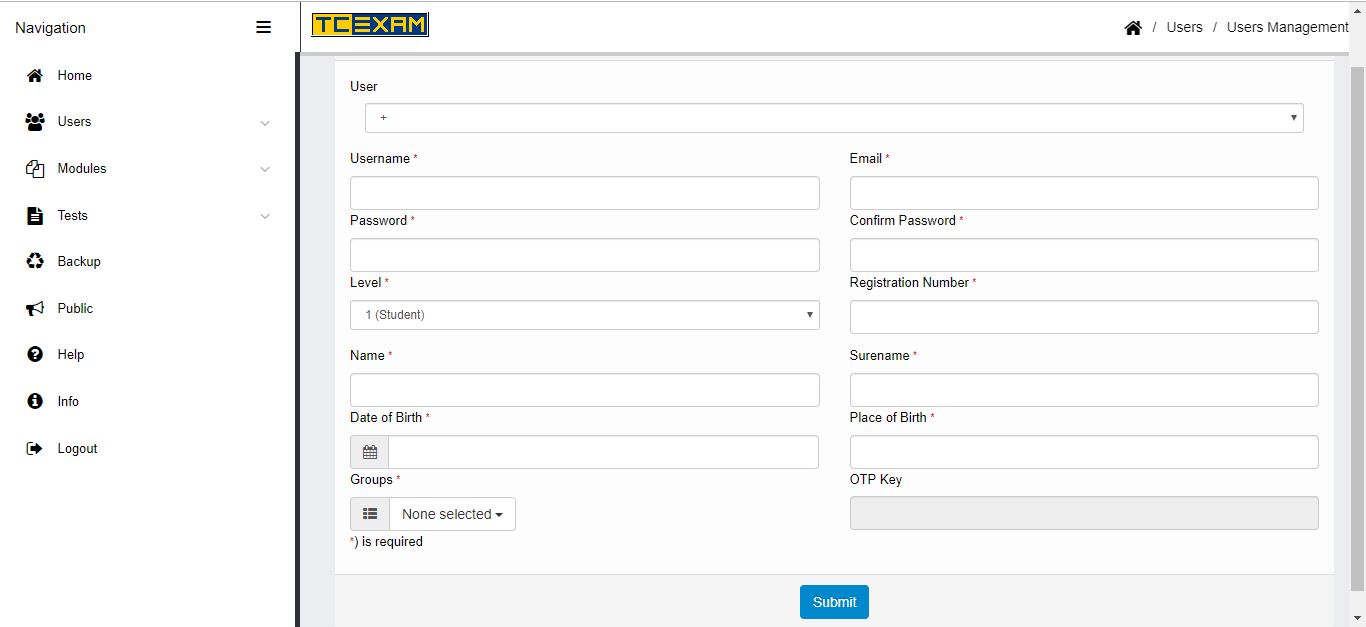 Navigation
Home
Users
Modules
Tests
Backup
Public
Help
Info
Logout
TCEXAM
/ Users / Users Management
User
+
Username *
Email *
Password *
Confirm Password *
Level *
Registration Number *
1 (Student)
Name *
Surename *
Date of Birth *
Place of Birth *
Groups *
OTP Key
None selected
*) is required
Submit